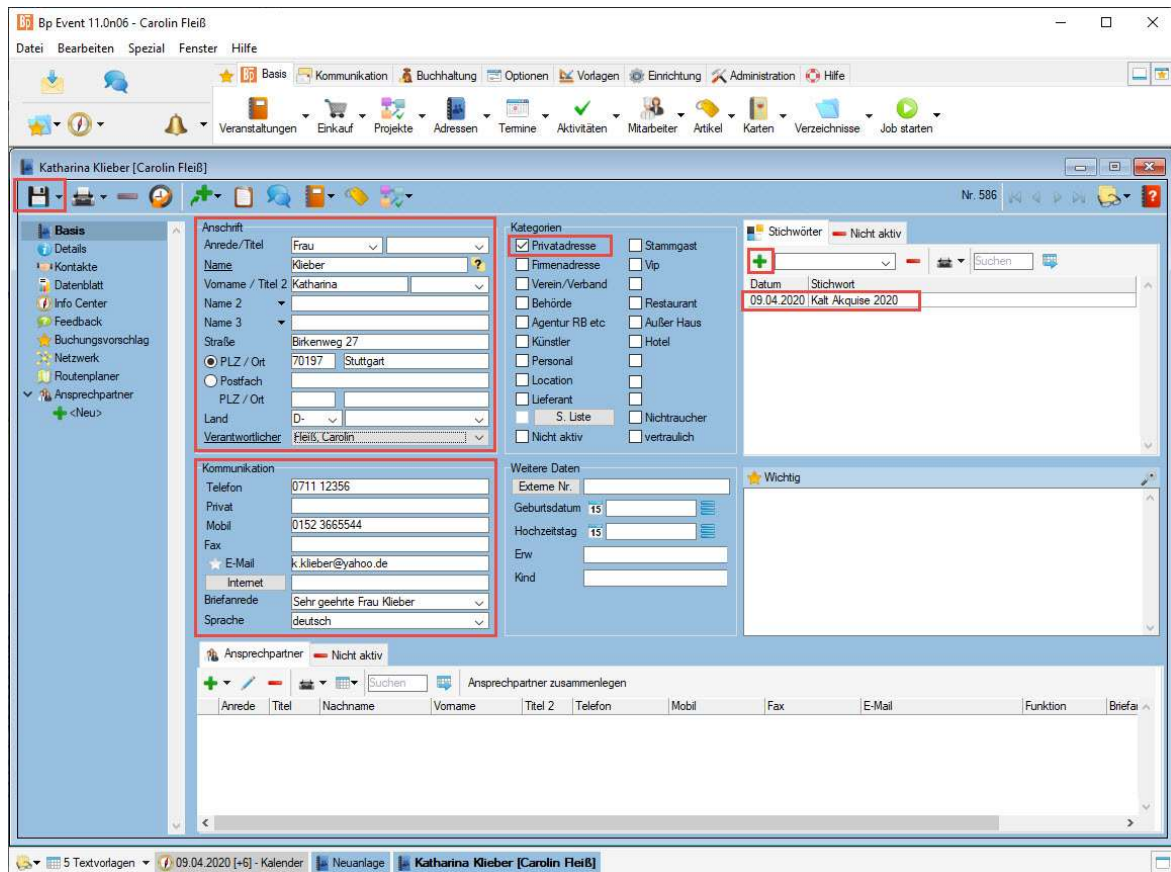 Bp Event 11.0n06 - Carolin Fleiß
Datei Bearbeiten Spezial Fenster Hilfe
Bp Basis Kommunikation Buchhaltung Optionen Vorlagen Einrichtung Administration Hilfe
Veranstaltungen Einkauf Projekte Adressen Termine Aktivitäten Mitarbeiter Artikel Karten Verzeichnisse Job starten
Katharina Klieber [Carolin Fleiß]
Nr. 586
Basis
Details
Kontakte
Datenblatt
Info Center
Feedback
Buchungsvorschlag
Netzwerk
Routenplaner
Ansprechpartner
<Neu>
Anschrift
Anrede/Titel Frau
Name Klieber ?
Vorname / Titel 2 Katharina
Name 2
Name 3
Straße Birkenweg 27
PLZ / Ort 70197 Stuttgart
Postfach
PLZ / Ort
Land D-
Verantwortlicher Fleiß, Carolin
Kategorien
Privatadresse Stammgast
Firmenadresse Vip
Verein/Verband
Behörde Restaurant
Agentur RB etc Außer Haus
Künstler Hotel
Personal
Location
Lieferant
S. Liste Nichtraucher
Nicht aktiv vertraulich
Stichwörter Nicht aktiv
Suchen
Datum Stichwort
09.04.2020 Kalt Akquise 2020
Kommunikation
Telefon 0711 12356
Privat
Mobil 0152 3665544
Fax
E-Mail k.klieber@yahoo.de
Internet
Briefanrede Sehr geehrte Frau Klieber
Sprache deutsch
Weitere Daten
Externe Nr.
Geburtsdatum 15
Hochzeitstag 15
Erw
Kind
Wichtig
Ansprechpartner Nicht aktiv
Suchen Ansprechpartner zusammenlegen
Anrede Titel Nachname Vorname Titel 2 Telefon Mobil Fax E-Mail Funktion Briefa
5 Textvorlagen 09.04.2020 [+6] - Kalender Neuanlage Katharina Klieber [Carolin Fleiß]